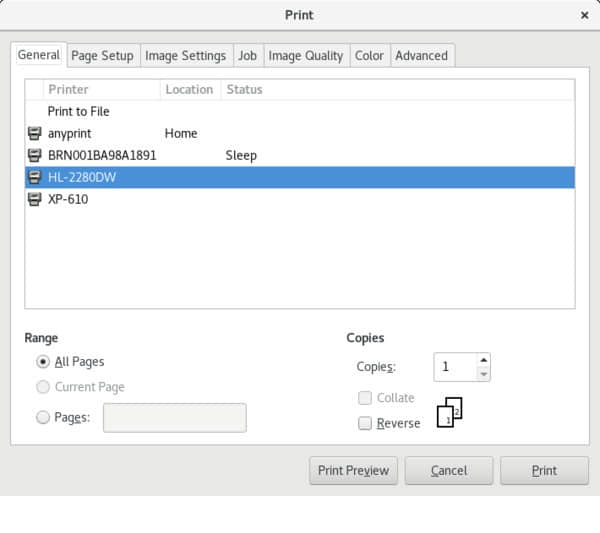 Print ×
General Page Setup Image Settings Job Image Quality Color Advanced
Printer Location Status
Print to File
anyprint Home
BRN001BA98A1891 Sleep
HL-2280DW
XP-610
Range Copies
All Pages Copies: 1
Current Page Collate
Pages: Reverse 1 2
Print Preview Cancel Print